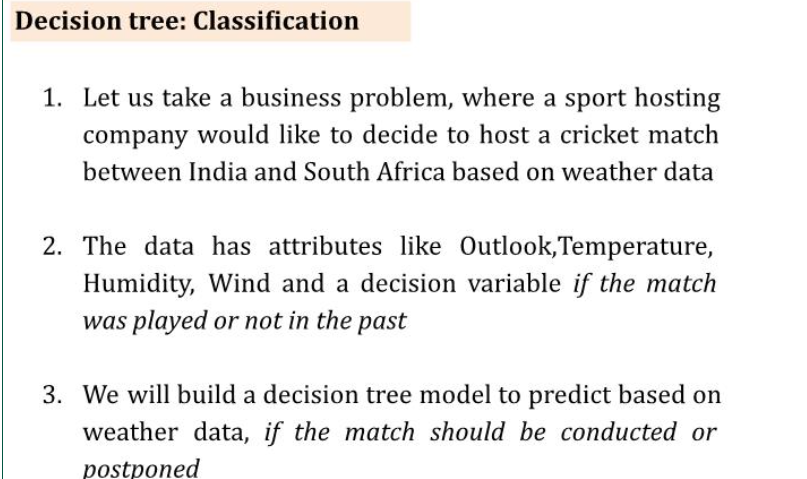 Decision tree: Classification
1. Let us take a business problem, where a sport hosting
company would like to decide to host a cricket match
between India and South Africa based on weather data
2. The data has attributes like Outlook,Temperature,
Humidity, Wind and a decision variable if the match
was played or not in the past
3. We will build a decision tree model to predict based on
weather data, if the match should be conducted or
postponed